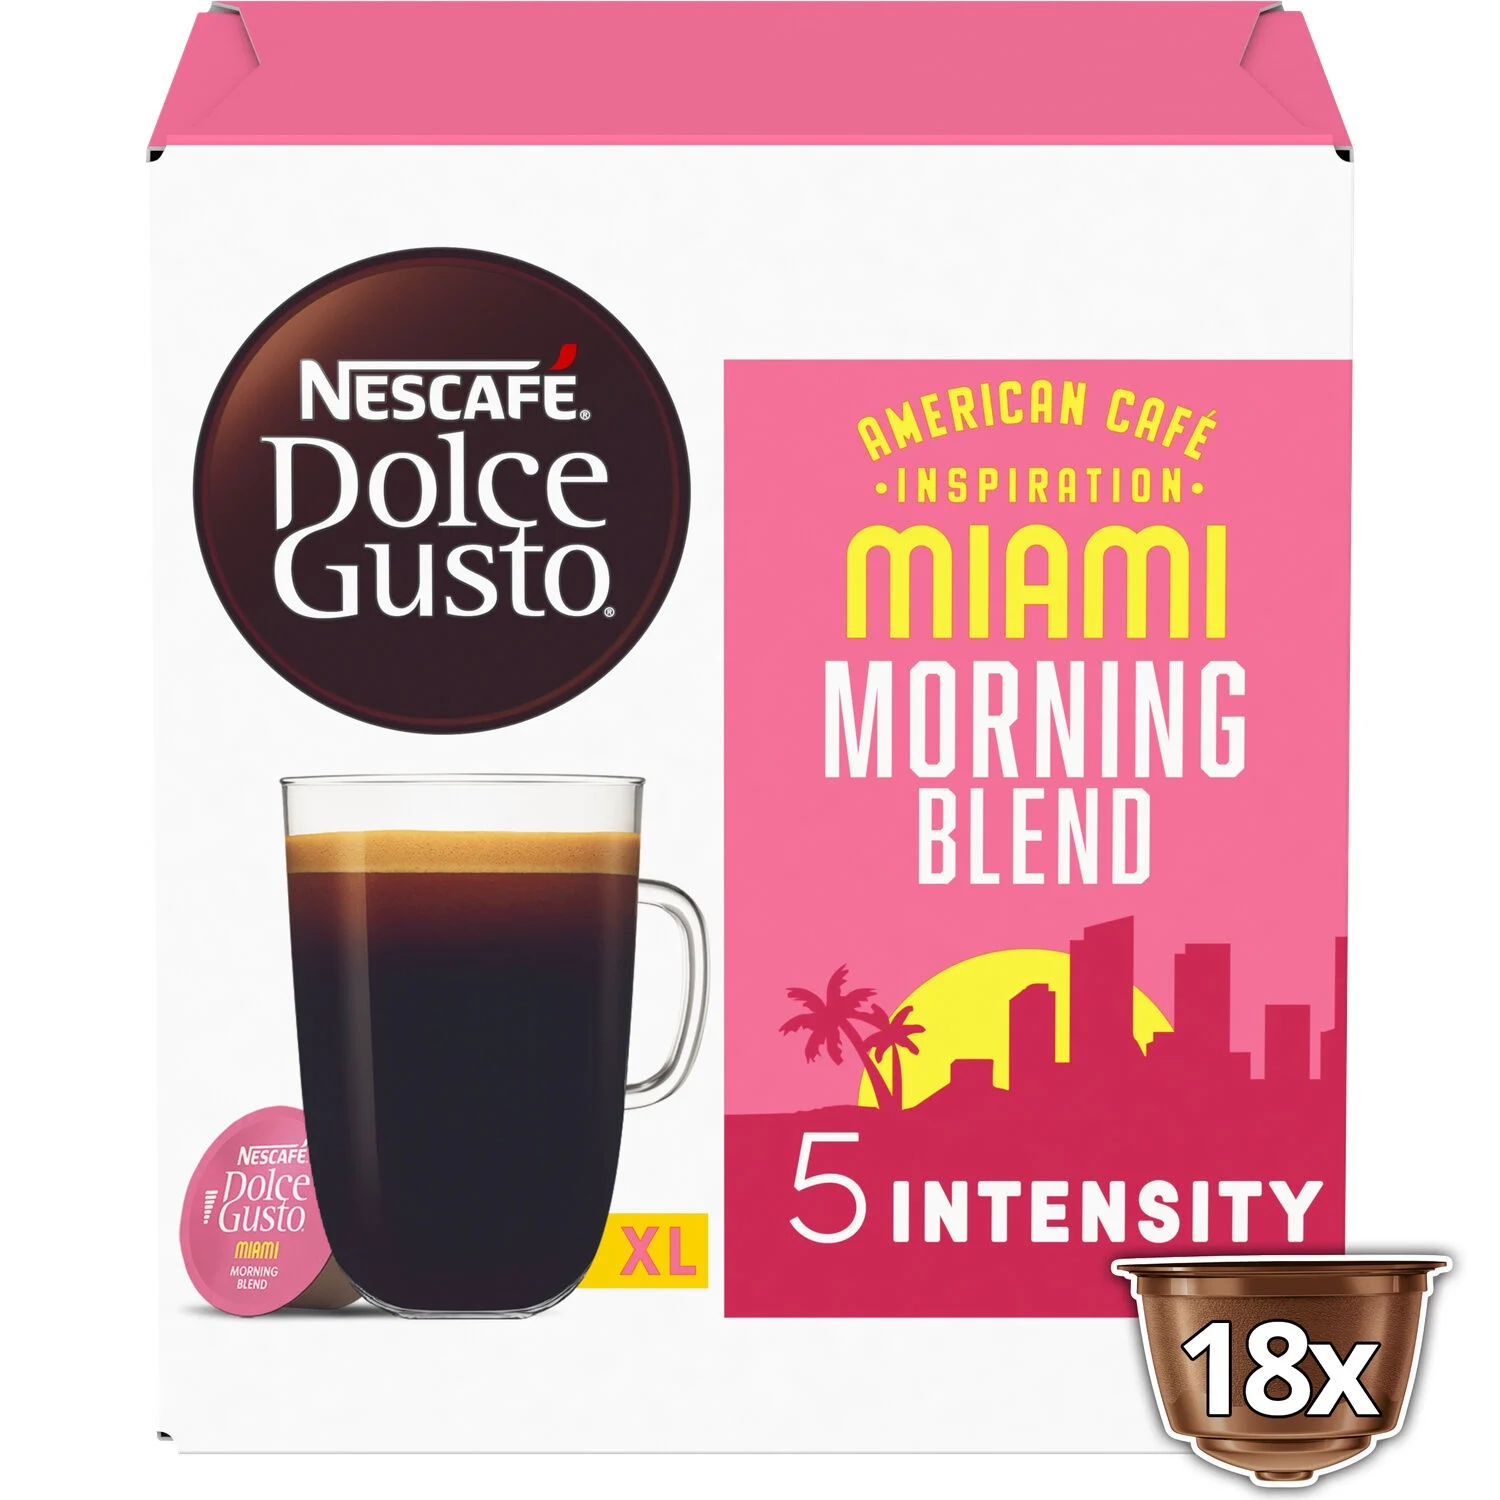 NESCAFÉ®
Dolce
Gusto®
AMERICAN CAFÉ
•INSPIRATION•
MIAMI
MORNING
BLEND
5 INTENSITY
NESCAFÉ
Dolce
Gusto
MIAMI
MORNING
BLEND
XL
18x